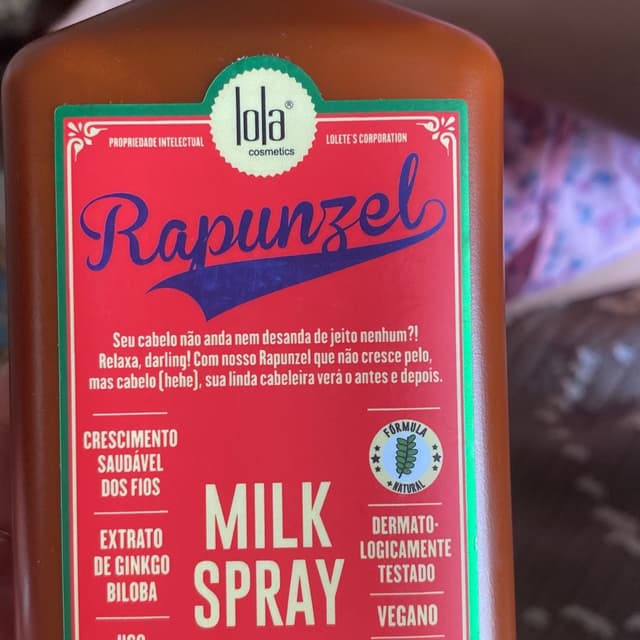 lola®
cosmetics
PROPRIEDADE INTELECTUAL
LOLETE'S CORPORATION
Rapunzel
Seu cabelo não anda nem desanda de jeito nenhum?!
Relaxa, darling! Com nosso Rapunzel que não cresce pelo,
mas cabelo (hehe), sua linda cabeleira verá o antes e depois.
CRESCIMENTO
SAUDÁVEL
DOS FIOS
EXTRATO
DE GINKGO
BILOBA
MILK
SPRAY
FÓRMULA
+NATURAL
DERMATO-
LOGICAMENTE
TESTADO
VEGANO